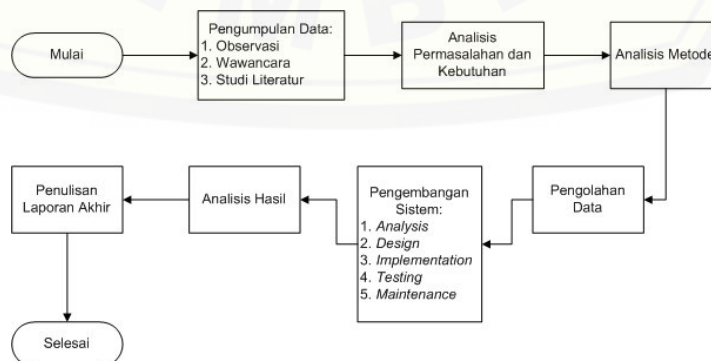 Mulai
Pengumpulan Data:
1. Observasi
2. Wawancara
3. Studi Literatur
Analisis
Permasalahan dan
Kebutuhan
Analisis Metode
Pengolahan
Data
Pengembangan
Sistem:
1. Analysis
2. Design
3. Implementation
4. Testing
5. Maintenance
Analisis Hasil
Penulisan
Laporan Akhir
Selesai